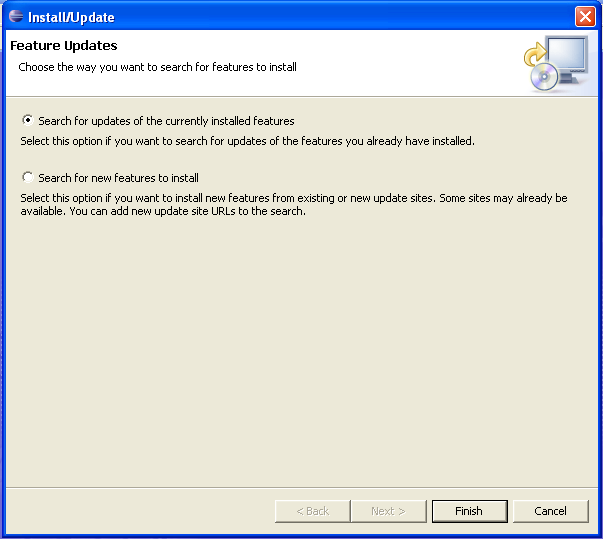 Install/Update
Feature Updates
Choose the way you want to search for features to install
Search for updates of the currently installed features
Select this option if you want to search for updates of the features you already have installed.
Search for new features to install
Select this option if you want to install new features from existing or new update sites. Some sites may already be
available. You can add new update site URLs to the search.
< Back Next > Finish Cancel